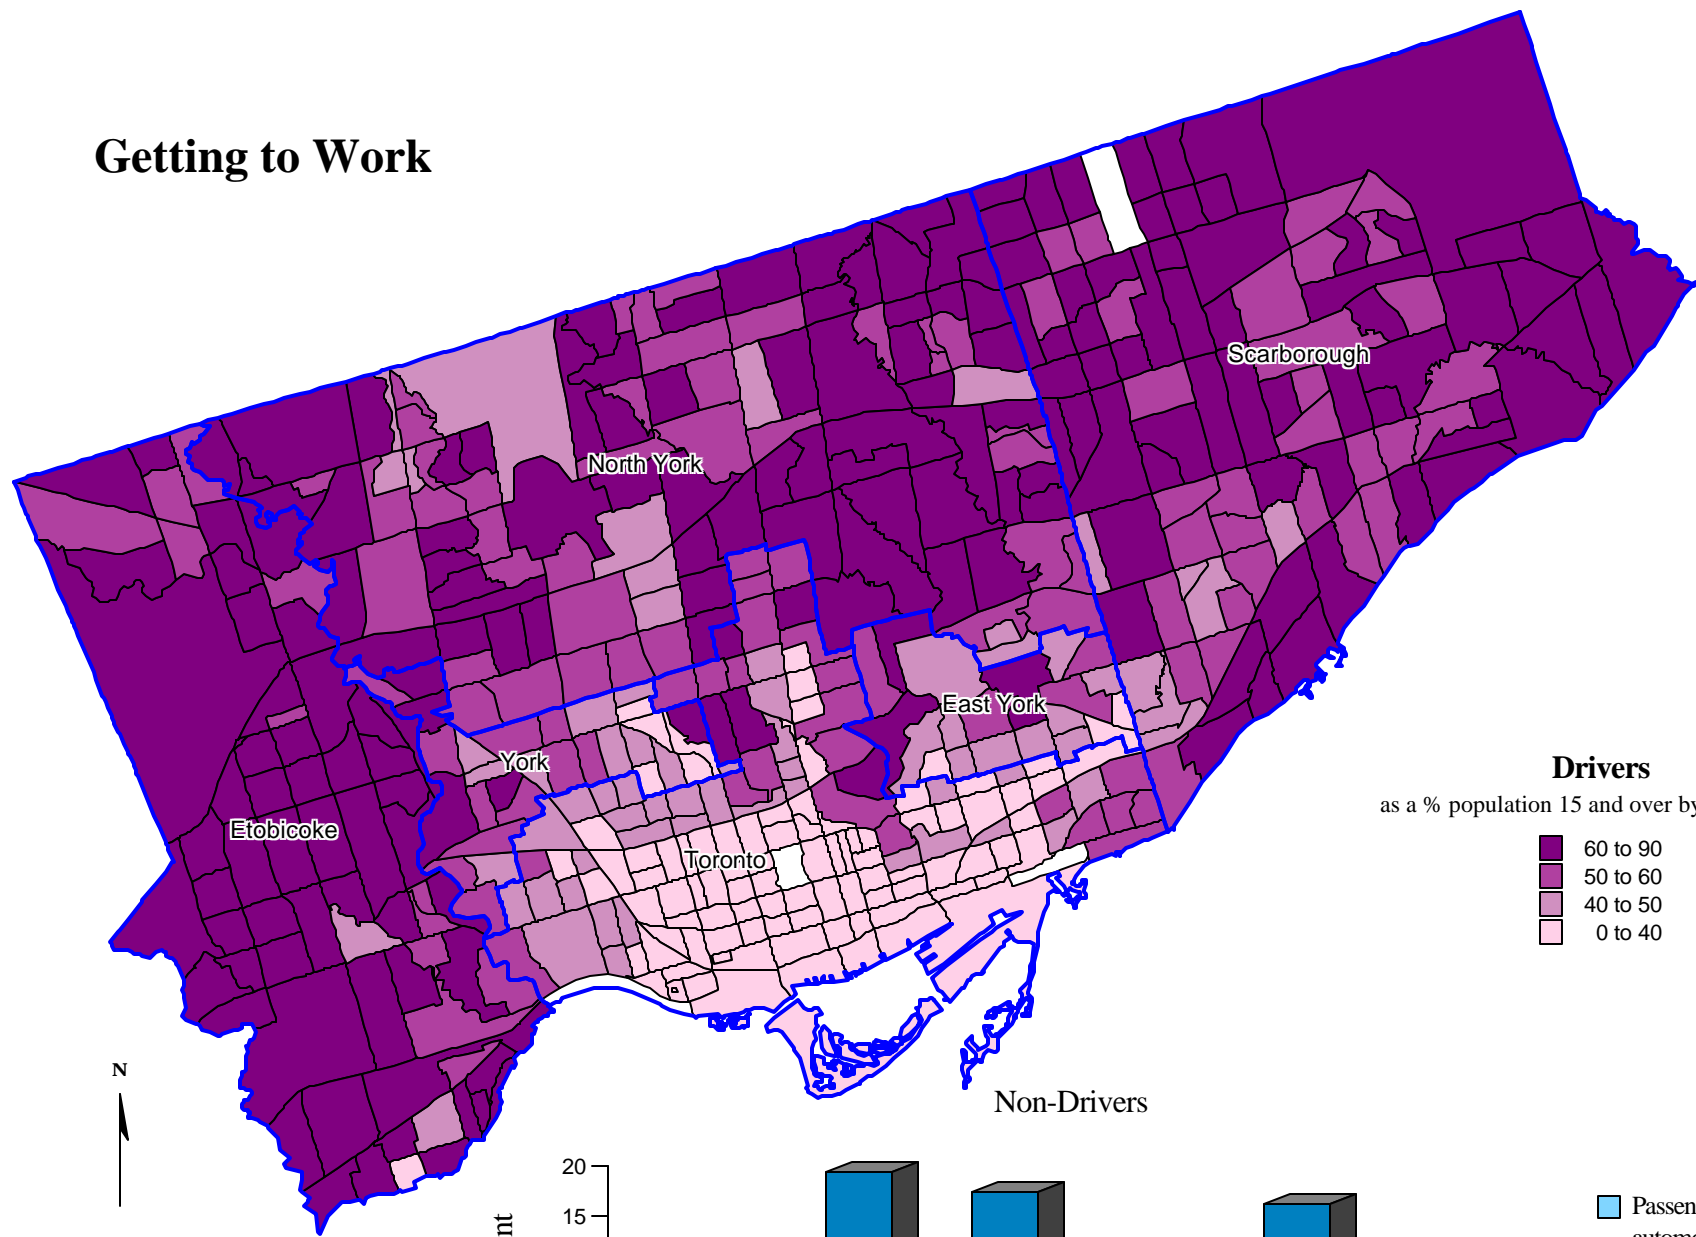 Getting to Work
Scarborough
North York
East York
York
Etobicoke
Toronto
Drivers
as a % population 15 and over by
60 to 90
50 to 60
40 to 50
0 to 40
N
Non-Drivers
20
15